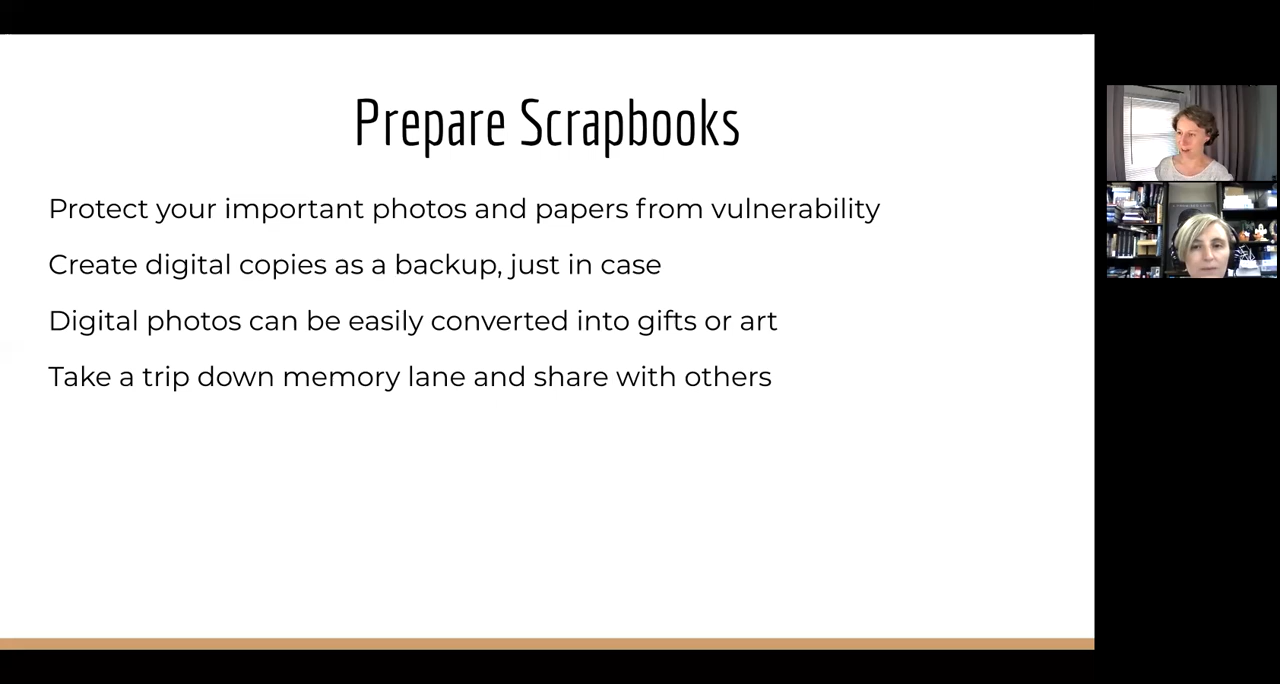 Prepare Scrapbooks
Protect your important photos and papers from vulnerability
Create digital copies as a backup, just in case
Digital photos can be easily converted into gifts or art
Take a trip down memory lane and share with others